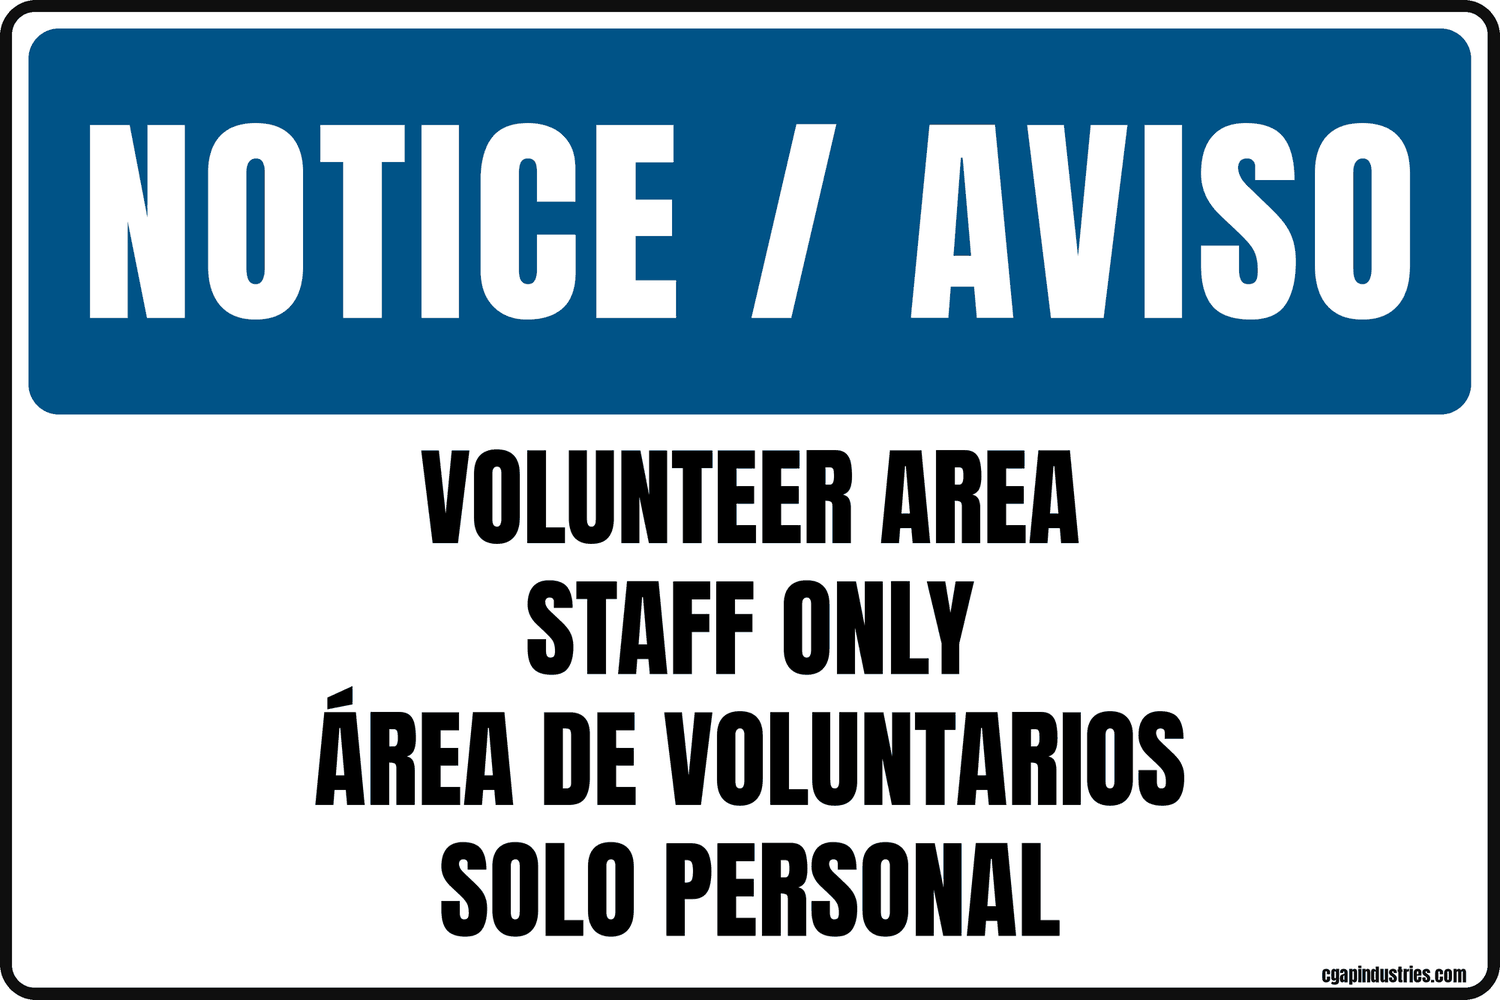 NOTICE / AVISO
VOLUNTEER AREA
STAFF ONLY
ÁREA DE VOLUNTARIOS
SOLO PERSONAL
cgapindustries.com